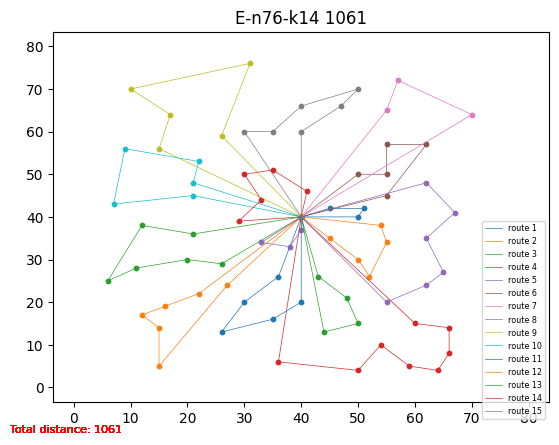 E-n76-k14 1061
80
70
60
50
40
30
20
10
0
0 10 20 30 40 50 60 70 80
route 1
route 2
route 3
route 4
route 5
route 6
route 7
route 8
route 9
route 10
route 11
route 12
route 13
route 14
route 15
Total distance: 1061